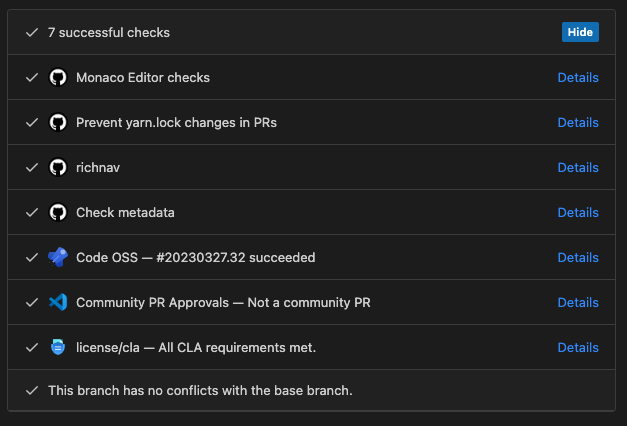 7 successful checks
Hide
Monaco Editor checks
Details
Prevent yarn.lock changes in PRs
Details
richnav
Details
Check metadata
Details
Code OSS — #20230327.32 succeeded
Details
Community PR Approvals — Not a community PR
Details
license/cla — All CLA requirements met.
Details
This branch has no conflicts with the base branch.